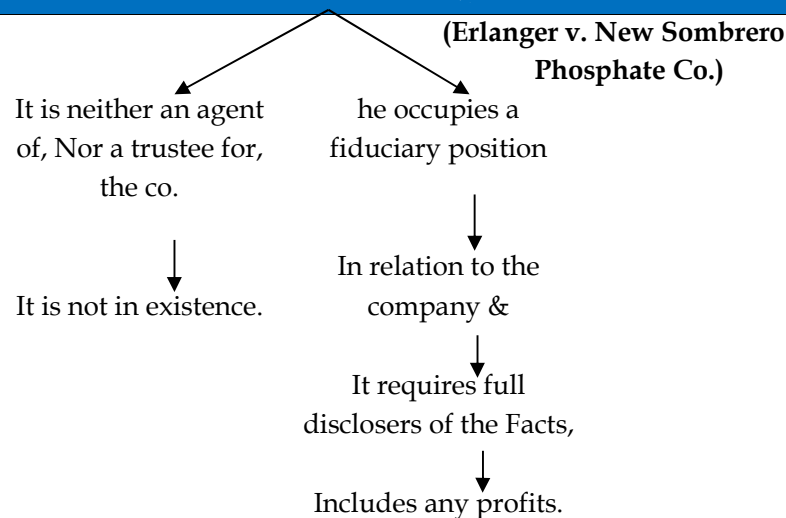 (Erlanger v. New Sombrero
Phosphate Co.)
It is neither an agent
of, Nor a trustee for,
the co.
It is not in existence.
he occupies a
fiduciary position
In relation to the
company &
It requires full
disclosers of the Facts,
Includes any profits.